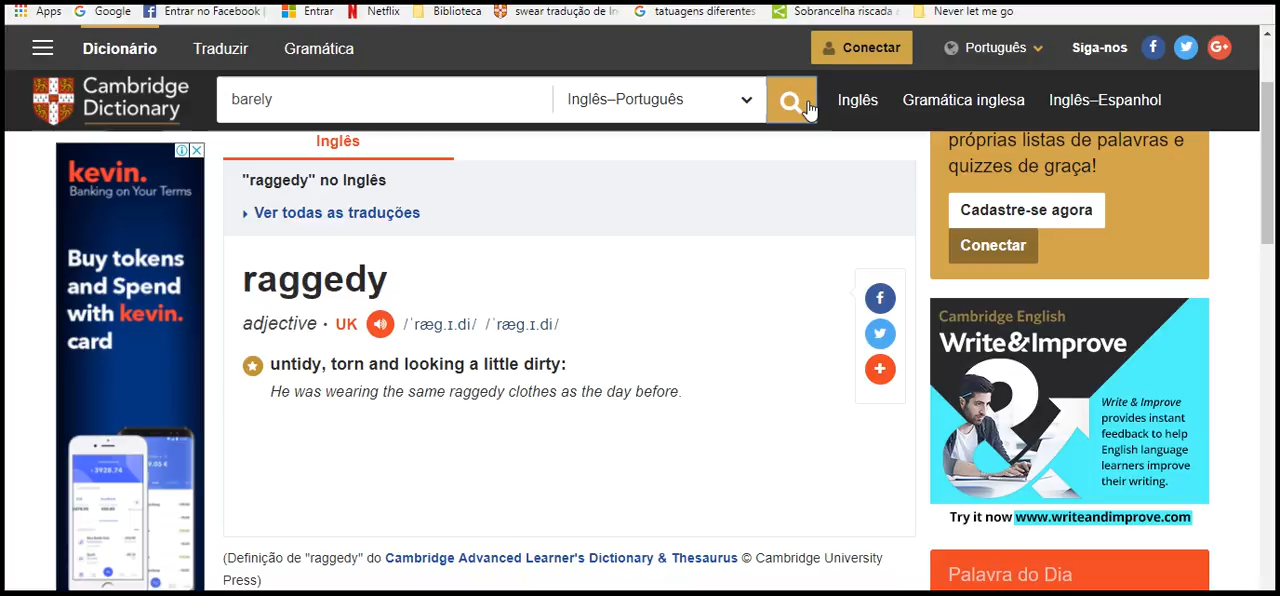 Apps Google Entrar no Facebook Entrar Netflix Biblioteca swear tradução de In tatuagens diferentes Sobrancelha riscada Never let me go
Dicionário Traduzir Gramática Conectar Português Siga-nos
Cambridge
Dictionary
barely Inglês–Português Inglês Gramática inglesa Inglês–Espanhol
Inglês
"raggedy" no Inglês
Ver todas as traduções
raggedy
adjective · UK /ˈræɡ.ɪ.di/ /ˈræɡ.ɪ.di/
untidy, torn and looking a little dirty:
He was wearing the same raggedy clothes as the day before.
(Definição de "raggedy" do Cambridge Advanced Learner's Dictionary & Thesaurus © Cambridge University
Press)
kevin.
Banking on Your Terms
Buy tokens
and Spend
with kevin.
card
próprias listas de palavras e
quizzes de graça!
Cadastre-se agora
Conectar
Cambridge English
Write&Improve
&
Write & Improve
provides instant
feedback to help
English language
learners improve
their writing.
Try it now www.writeandimprove.com
Palavra do Dia